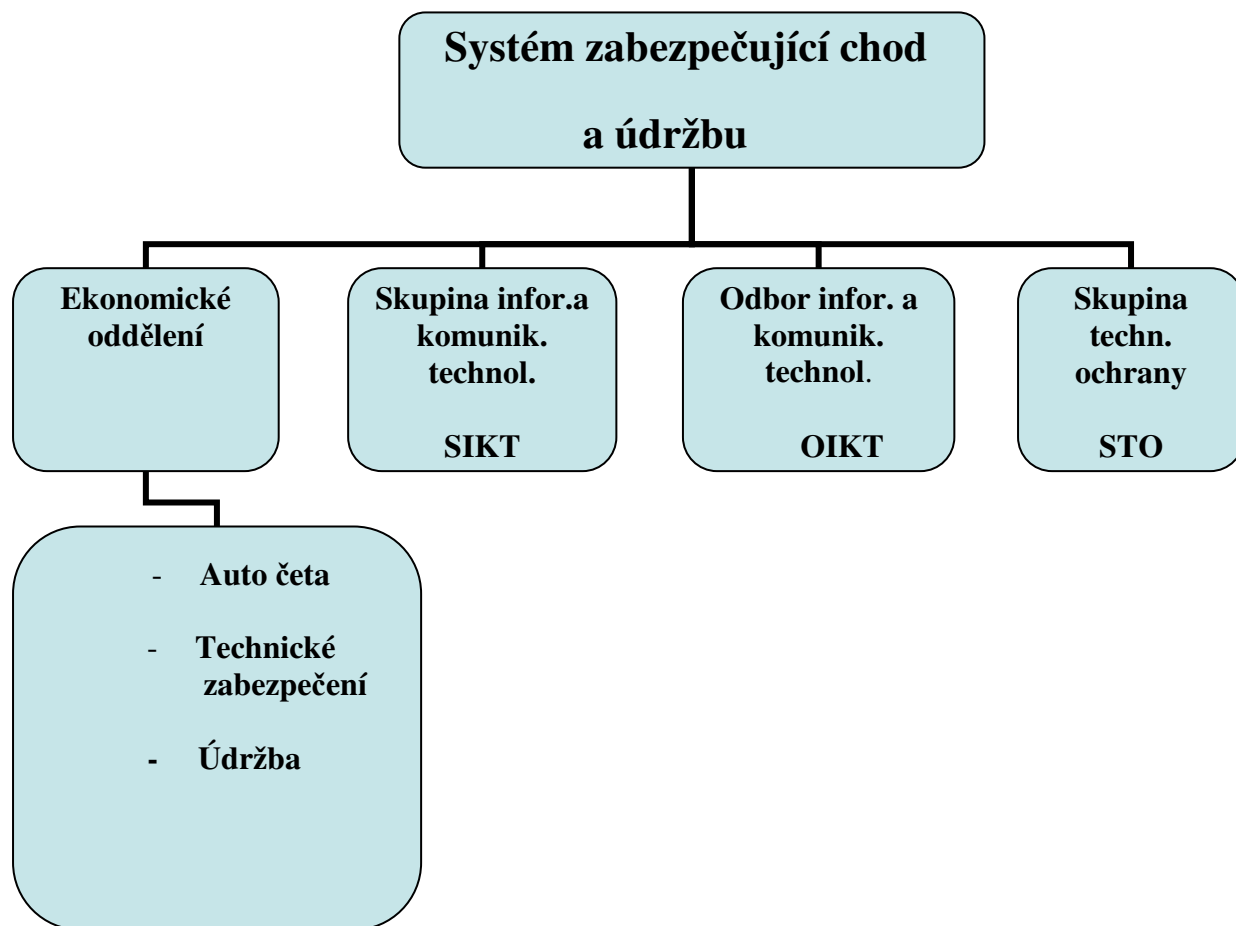 Systém zabezpečující chod
a údržbu
Ekonomické
oddělení
Skupina infor.a
komunik.
technol.
SIKT
Odbor infor. a
komunik.
technol.
OIKT
Skupina
techn.
ochrany
STO
- Auto četa
- Technické
zabezpečení
- Údržba